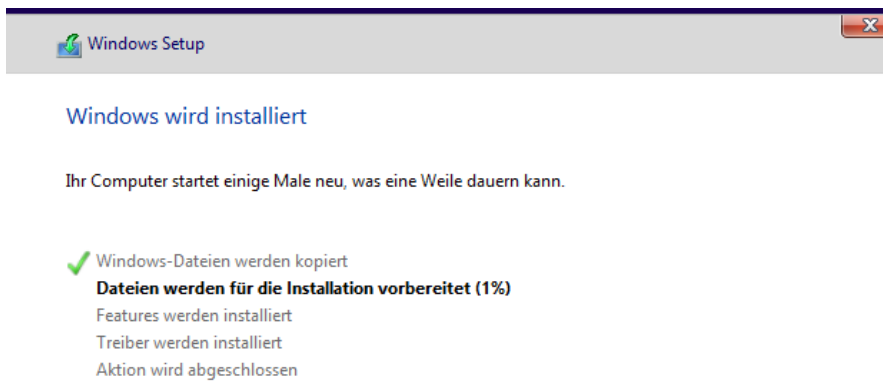 Windows Setup
Windows wird installiert
Ihr Computer startet einige Male neu, was eine Weile dauern kann.
Windows-Dateien werden kopiert
Dateien werden für die Installation vorbereitet (1%)
Features werden installiert
Treiber werden installiert
Aktion wird abgeschlossen